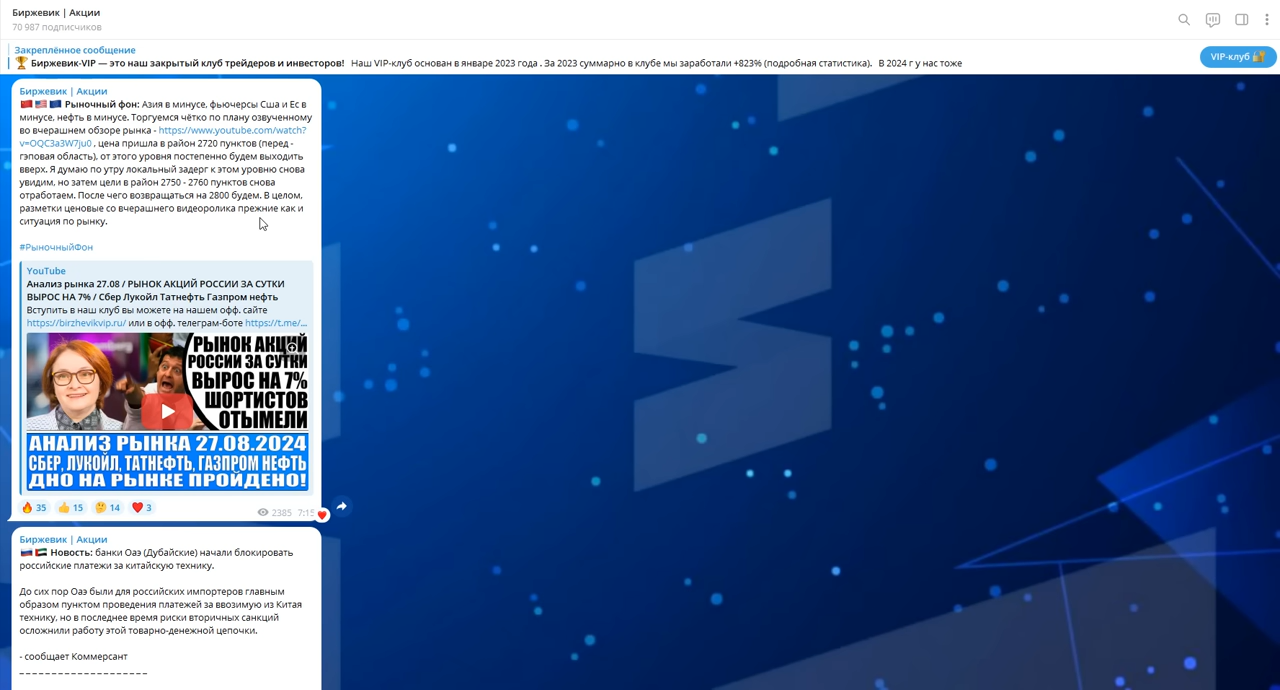 Биржевик | Акции
70 987 подписчиков
Закреплённое сообщение
🏆 Биржевик-VIP — это наш закрытый клуб трейдеров и инвесторов! Наш VIP-клуб основан в январе 2023 года . За 2023 суммарно в клубе мы заработали +823% (подробная статистика). В 2024 г у нас тоже
VIP-клуб 🔐
Биржевик | Акции
🇨🇳 🇺🇸 🇪🇺 Рыночный фон: Азия в минусе, фьючерсы Сша и Ес в
минусе, нефть в минусе. Торгуемся чётко по плану озвученному
во вчерашнем обзоре рынка - https://www.youtube.com/watch?
v=OQC3a3W7ju0 , цена пришла в район 2720 пунктов (перед -
гэповая область), от этого уровня постепенно будем выходить
вверх. Я думаю по утру локальный задерг к этом уровню снова
увидим, но затем цели в район 2750 - 2760 пунктов снова
отработаем. После чего возвращаться на 2800 будем. В целом,
разметки ценовые со вчерашнего видеоролика прежние как и
ситуация по рынку.
#РыночныйФон
YouTube
Анализ рынка 27.08 / РЫНОК АКЦИЙ РОССИИ ЗА СУТКИ
ВЫРОС НА 7% / Сбер Лукойл Татнефть Газпром нефть
Вступить в наш клуб вы можете на нашем офф. сайте
https://birzhevikvip.ru/ или в офф. телеграм-боте https://t.me/...
РЫНОК АКЦИЙ
РОССИИ ЗА СУТКИ
ВЫРОС НА 7%
ШОРТИСТОВ
ОТЫМЕЛИ
АНАЛИЗ РЫНКА 27.08.2024
СБЕР, ЛУКОЙЛ, ТАТНЕФТЬ, ГАЗПРОМ НЕФТЬ
ДНО НА РЫНКЕ ПРОЙДЕНО!
🔥 35 👍 15 🤔 14 ❤️ 3
2385 7:15
Биржевик | Акции
🇷🇺 🇦🇪 Новость: банки Оаэ (Дубайские) начали блокировать
российские платежи за китайскую технику.
До сих пор Оаэ были для российских импортеров главным
образом пунктом проведения платежей за ввозимую из Китая
технику, но в последнее время риски вторичных санкций
осложнили работу этой товарно-денежной цепочки.
- сообщает Коммерсант
_ _ _ _ _ _ _ _ _ _ _ _ _ _ _ _ _ _ _ _